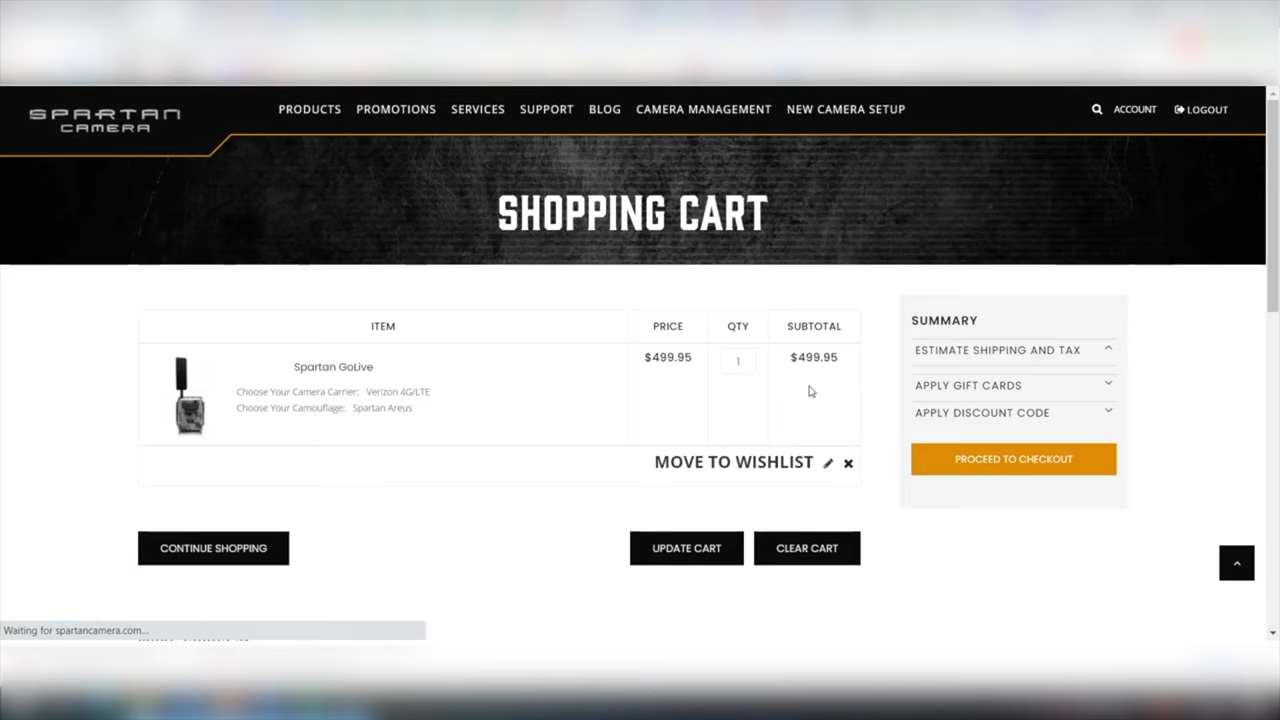 SPARTAN
CAMERA
PRODUCTS PROMOTIONS SERVICES SUPPORT BLOG CAMERA MANAGEMENT NEW CAMERA SETUP
ACCOUNT LOGOUT
SHOPPING CART
ITEM PRICE QTY SUBTOTAL
Spartan GoLive $499.95 1 $499.95
Choose Your Camera Carrier: Verizon 4G/LTE
Choose Your Camouflage: Spartan Areus
MOVE TO WISHLIST
CONTINUE SHOPPING UPDATE CART CLEAR CART
SUMMARY
ESTIMATE SHIPPING AND TAX
APPLY GIFT CARDS
APPLY DISCOUNT CODE
PROCEED TO CHECKOUT
Waiting for spartancamera.com...